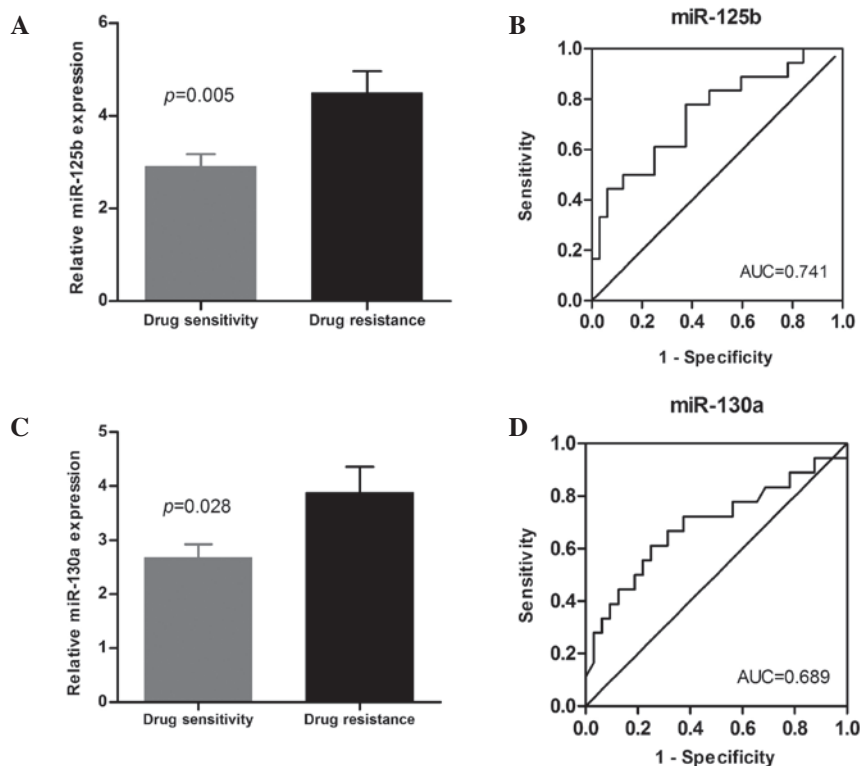 A
Relative miR-125b expression
6
4
2
0
p=0.005
Drug sensitivity
Drug resistance
B
miR-125b
Sensitivity
1.0
0.8
0.6
0.4
0.2
0.0
AUC=0.741
0.0 0.2 0.4 0.6 0.8 1.0
1 - Specificity
C
Relative miR-130a expression
5
4
3
2
1
0
p=0.028
Drug sensitivity
Drug resistance
D
miR-130a
Sensitivity
1.0
0.8
0.6
0.4
0.2
0.0
AUC=0.689
0.0 0.2 0.4 0.6 0.8 1.0
1 - Specificity